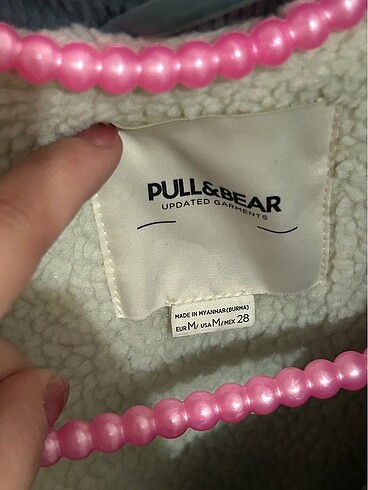 PULL&BEAR
UPDATED GARMENTS
MADE IN MYANMAR(BURMA)
EUR M/ USA M/MEX 28